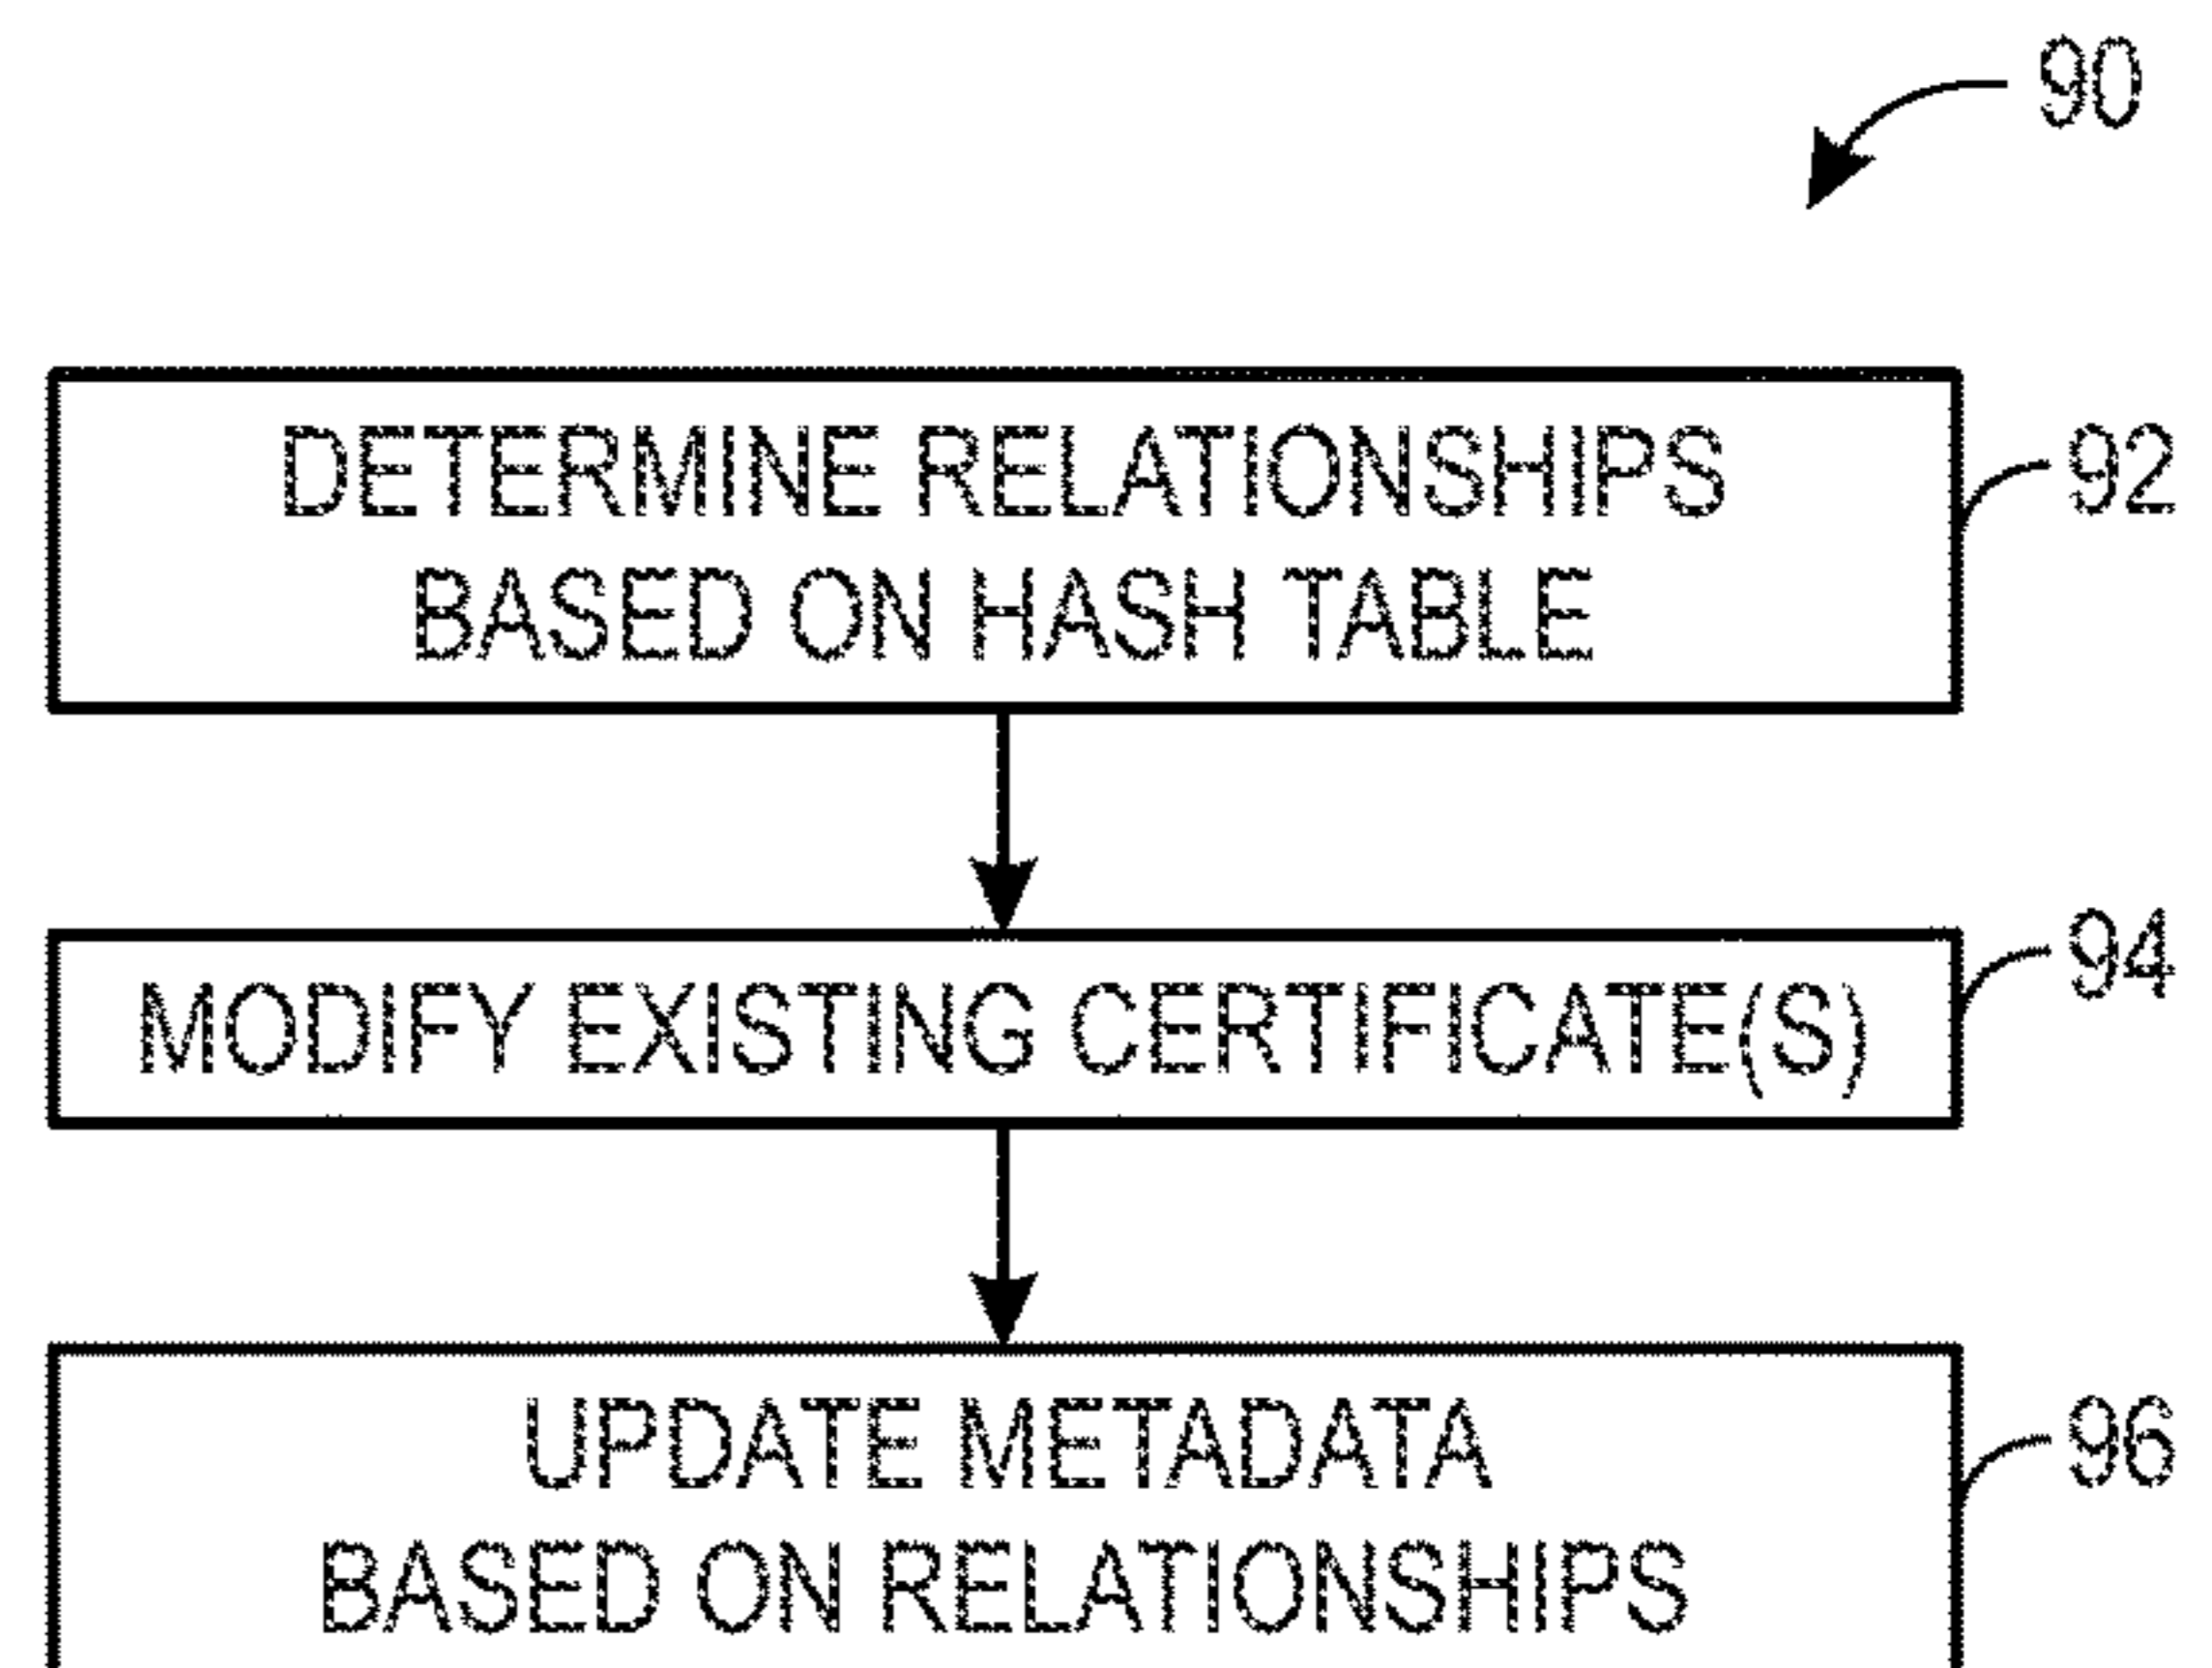 90
DETERMINE RELATIONSHIPS
BASED ON HASH TABLE
92
MODIFY EXISTING CERTIFICATE(S)
94
UPDATE METADATA
BASED ON RELATIONSHIPS
96